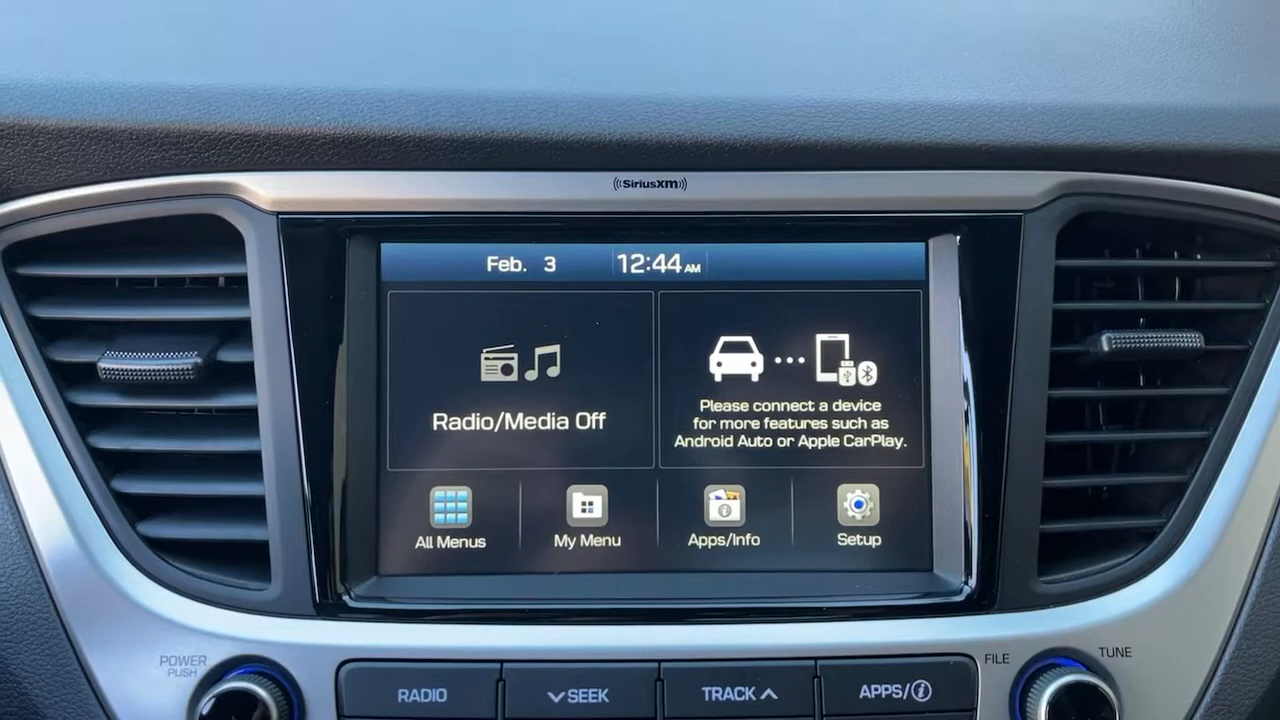 SiriusXM
Feb. 3 12:44 AM
Radio/Media Off
Please connect a device
for more features such as
Android Auto or Apple CarPlay.
All Menus
My Menu
Apps/Info
Setup
POWER
PUSH
RADIO
SEEK
TRACK
APPS/i
FILE
TUNE